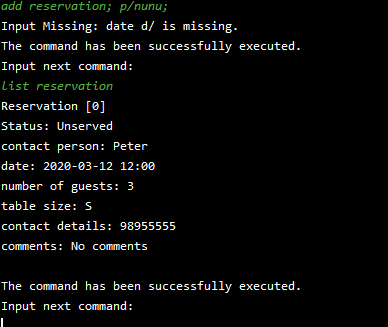 add reservation; p/nunu;
Input Missing: date d/ is missing.
The command has been successfully executed.
Input next command:
list reservation
Reservation [0]
Status: Unserved
contact person: Peter
date: 2020-03-12 12:00
number of guests: 3
table size: S
contact details: 98955555
comments: No comments
The command has been successfully executed.
Input next command: